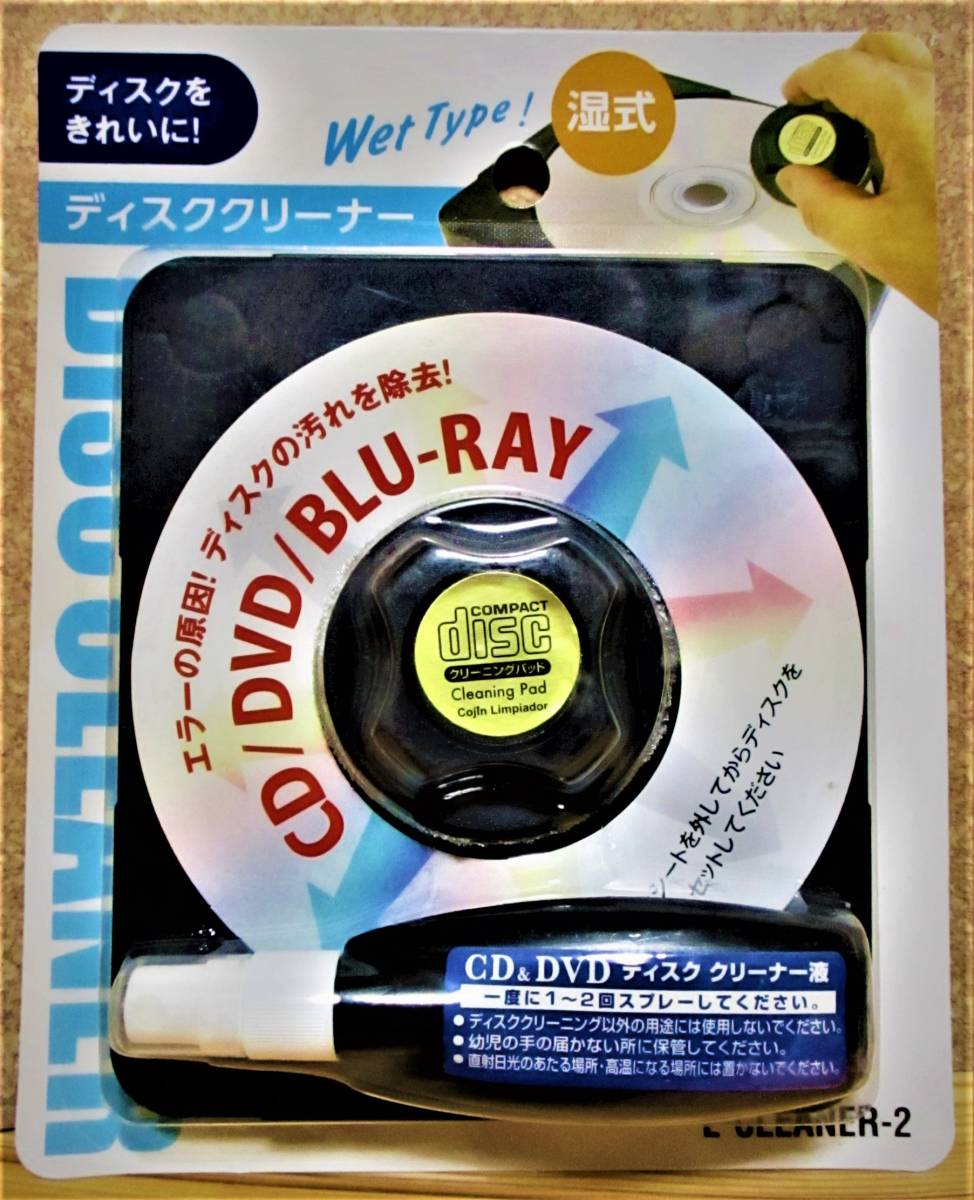 ディスクを
きれいに!
Wet Type!
湿式
ディスククリーナー
エラーの原因! ディスクの汚れを除去!
CD/DVD/BLU-RAY
COMPACT
disc
クリーニングパッド
Cleaning Pad
Cojín Limpiador
シートを外してからディスクを
セットしてください
CD&DVD ディスク クリーナー液
一度に1～2回スプレーしてください。
●ディスククリーニング以外の用途には使用しないでください。
●幼児の手の届かない所に保管してください。
●直射日光のあたる場所・高温になる場所には置かないでください。
CLEANER-2